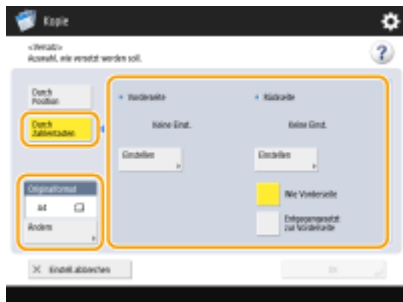 Kopie
<Versatz>
Auswahl, wie versetzt werden soll.
?
Durch
Position
Durch
Zahlentasten
Vorderseite
Rückseite
Keine Einst.
Keine Einst.
Einstellen
Einstellen
Originalformat
A4
Ändern
Wie Vorderseite
Entgegengesetzt
zur Vorderseite
Einstell. abbrechen
OK